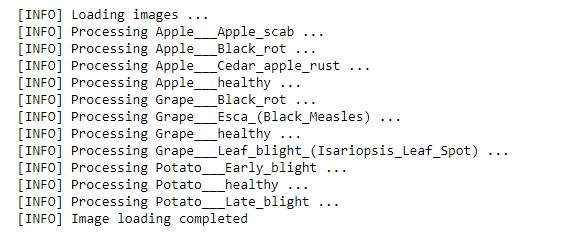 [INFO] Loading images ...
[INFO] Processing Apple___Apple_scab ...
[INFO] Processing Apple___Black_rot ...
[INFO] Processing Apple___Cedar_apple_rust ...
[INFO] Processing Apple___healthy ...
[INFO] Processing Grape___Black_rot ...
[INFO] Processing Grape___Esca_(Black_Measles) ...
[INFO] Processing Grape___healthy ...
[INFO] Processing Grape___Leaf_blight_(Isariopsis_Leaf_Spot) ...
[INFO] Processing Potato___Early_blight ...
[INFO] Processing Potato___healthy ...
[INFO] Processing Potato___Late_blight ...
[INFO] Image loading completed